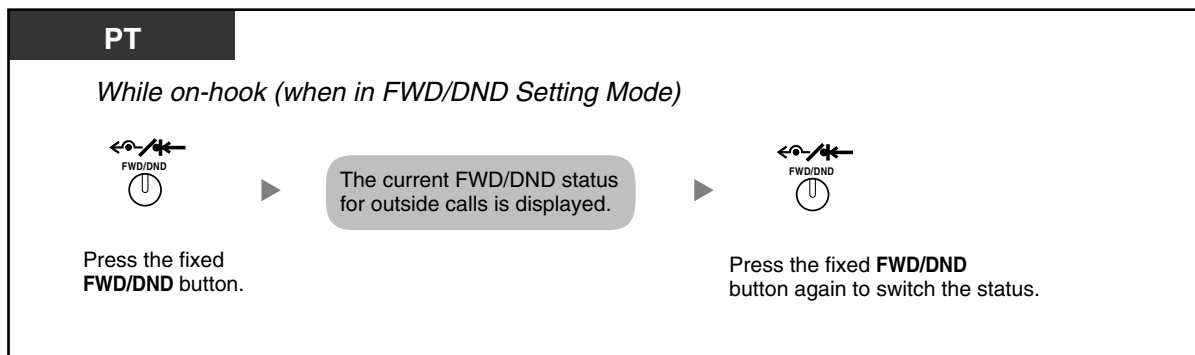 PT
While on-hook (when in FWD/DND Setting Mode)
FWD/DND
Press the fixed
FWD/DND button.
The current FWD/DND status
for outside calls is displayed.
FWD/DND
Press the fixed FWD/DND
button again to switch the status.